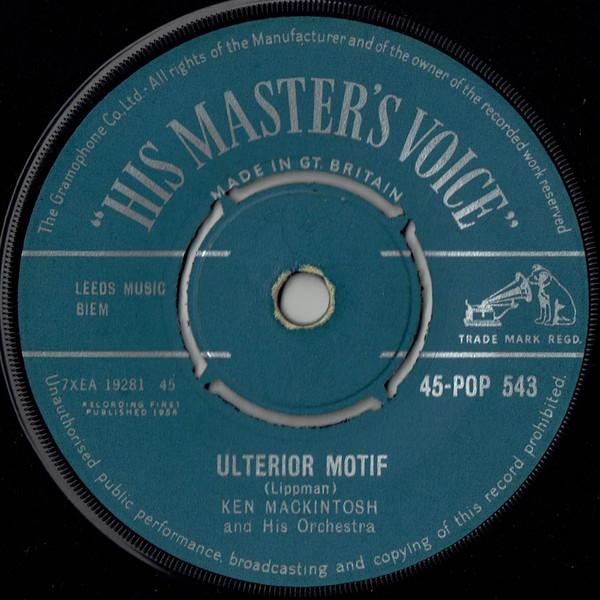 The Gramophone Co.Ltd. · All rights of the Manufacturer and of the owner of the recorded work reserved
"HIS MASTER'S VOICE"
MADE IN GT. BRITAIN
LEEDS MUSIC
BIEM
TRADE MARK REGD.
7XEA 19281 45
45-POP 543
RECORDING FIRST
PUBLISHED 1958
ULTERIOR MOTIF
(Lippman)
KEN MACKINTOSH
and His Orchestra
Unauthorised public performance, broadcasting and copying of this record prohibited.